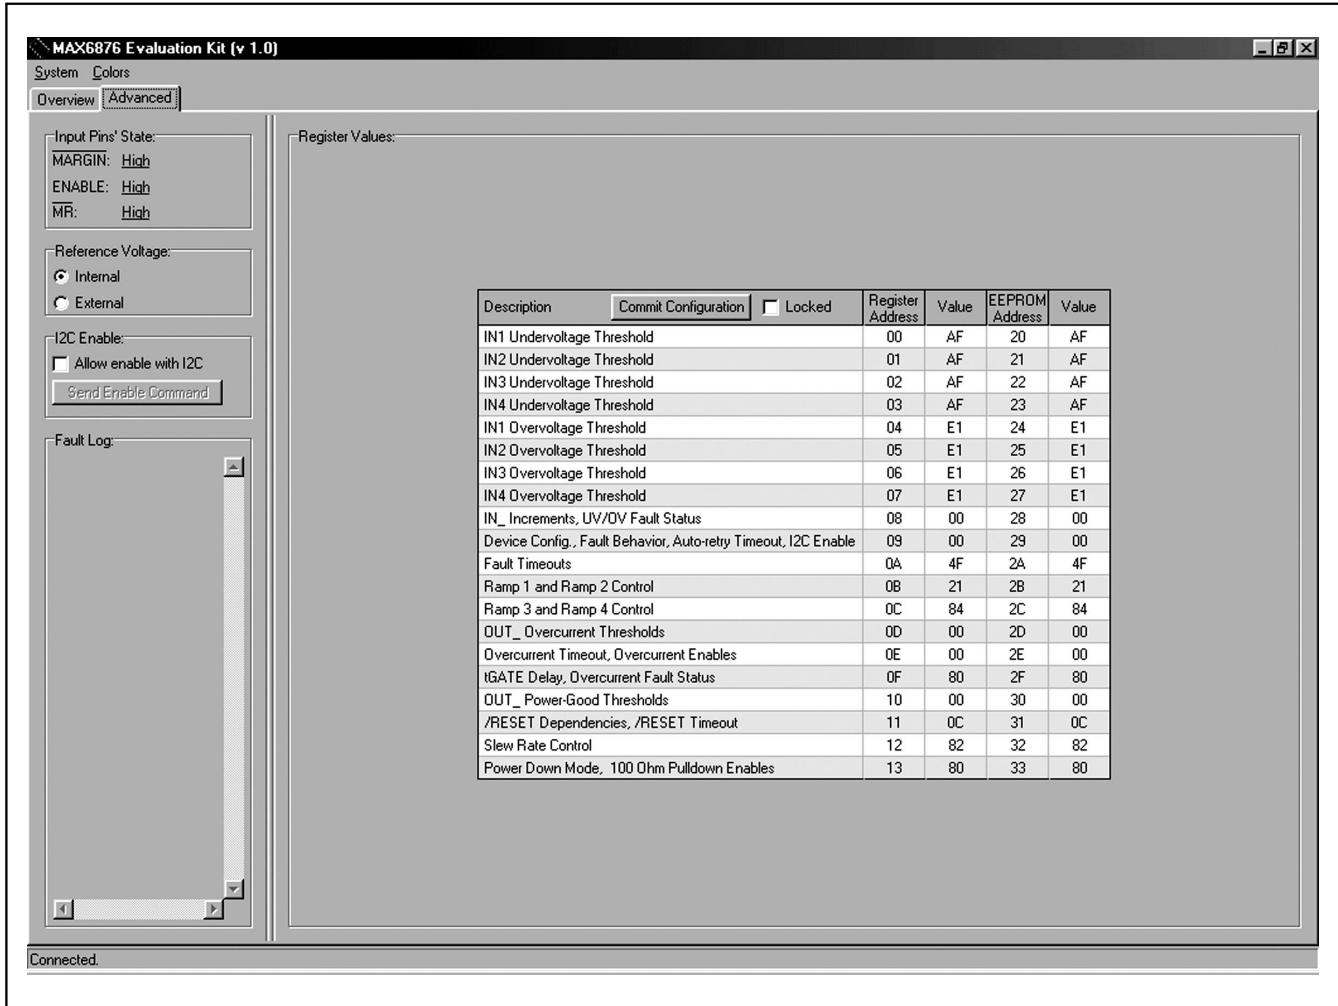 MAX6876 Evaluation Kit (v 1.0)
System Colors
Overview Advanced
Input Pins' State:
MARGIN: High
ENABLE: High
MR: High
Reference Voltage:
Internal
External
I2C Enable:
Allow enable with I2C
Send Enable Command
Fault Log:
Register Values:
Description Commit Configuration Locked Register Address Value EEPROM Address Value
IN1 Undervoltage Threshold 00 AF 20 AF
IN2 Undervoltage Threshold 01 AF 21 AF
IN3 Undervoltage Threshold 02 AF 22 AF
IN4 Undervoltage Threshold 03 AF 23 AF
IN1 Overvoltage Threshold 04 E1 24 E1
IN2 Overvoltage Threshold 05 E1 25 E1
IN3 Overvoltage Threshold 06 E1 26 E1
IN4 Overvoltage Threshold 07 E1 27 E1
IN_ Increments, UV/OV Fault Status 08 00 28 00
Device Config., Fault Behavior, Auto-retry Timeout, I2C Enable 09 00 29 00
Fault Timeouts 0A 4F 2A 4F
Ramp 1 and Ramp 2 Control 0B 21 2B 21
Ramp 3 and Ramp 4 Control 0C 84 2C 84
OUT_ Overcurrent Thresholds 0D 00 2D 00
Overcurrent Timeout, Overcurrent Enables 0E 00 2E 00
tGATE Delay, Overcurrent Fault Status 0F 80 2F 80
OUT_ Power-Good Thresholds 10 00 30 00
/RESET Dependencies, /RESET Timeout 11 0C 31 0C
Slew Rate Control 12 82 32 82
Power Down Mode, 100 Ohm Pulldown Enables 13 80 33 80
Connected.